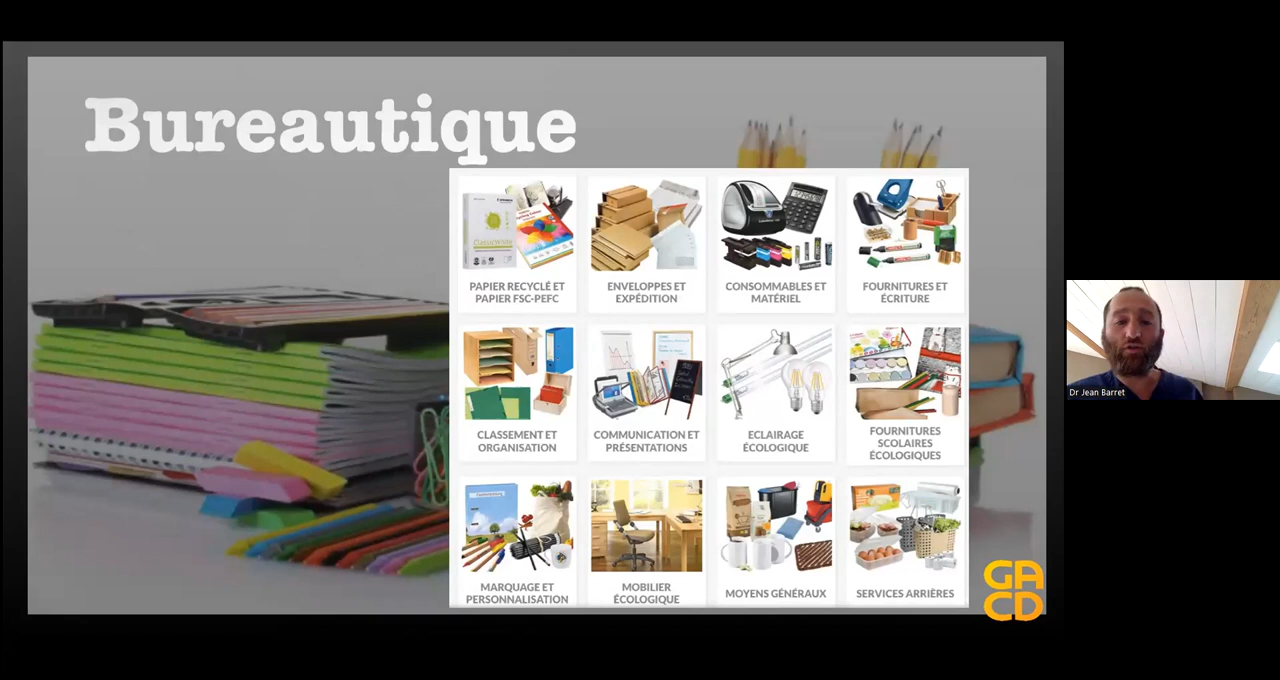 Bureautique
PAPIER RECYCLÉ ET
PAPIER FSC-PEFC
ENVELOPPES ET
EXPÉDITION
CONSOMMABLES ET
MATÉRIEL
FOURNITURES ET
ÉCRITURE
CLASSEMENT ET
ORGANISATION
COMMUNICATION ET
PRÉSENTATIONS
ECLAIRAGE
ÉCOLOGIQUE
FOURNITURES
SCOLAIRES
ÉCOLOGIQUES
MARQUAGE ET
PERSONNALISATION
MOBILIER
ÉCOLOGIQUE
MOYENS GÉNÉRAUX
SERVICES ARRIÈRES
GA
CD
Dr Jean Barret